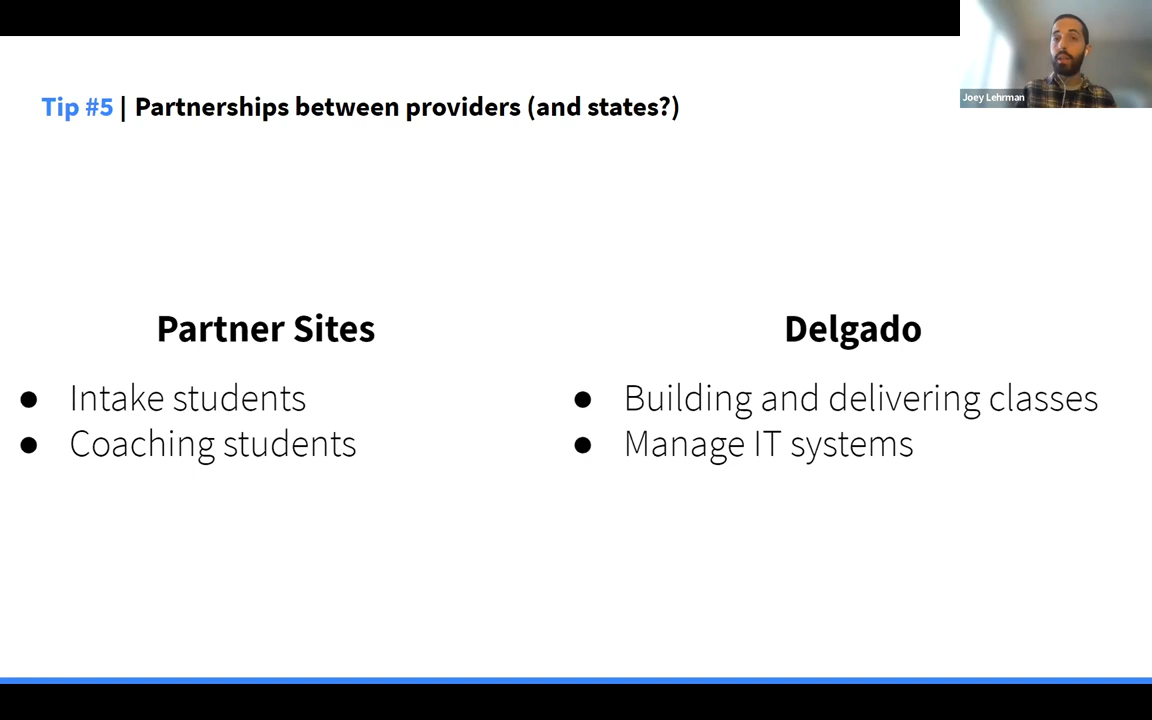 Joey Lehrman
Tip #5 | Partnerships between providers (and states?)
Partner Sites
● Intake students
● Coaching students
Delgado
● Building and delivering classes
● Manage IT systems